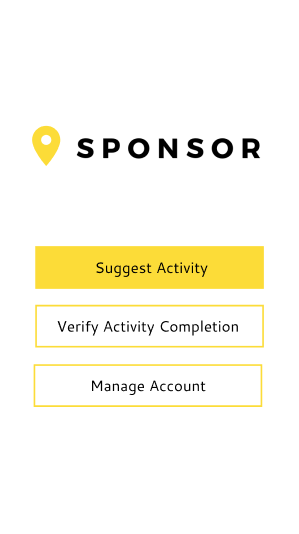 SPONSOR
Suggest Activity
Verify Activity Completion
Manage Account